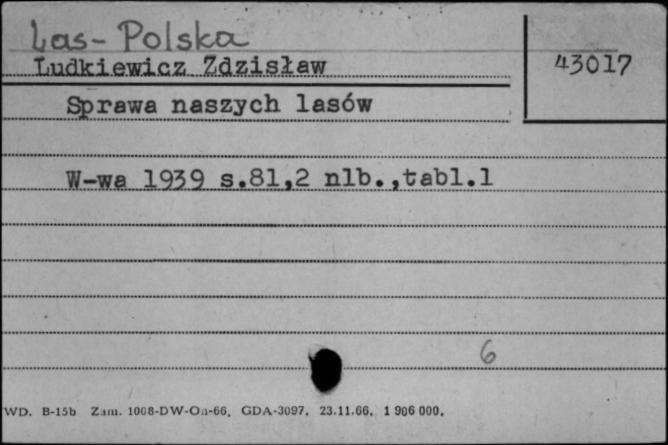 Las - Polska
Ludkiewicz Zdzisław
43017
Sprawa naszych lasów
W-wa 1939 s.81,2 nlb.,tabl.1
6
WD. B-15b Zam. 1008-DW-On-66. GDA-3097. 23.11.66. 1 906 000.